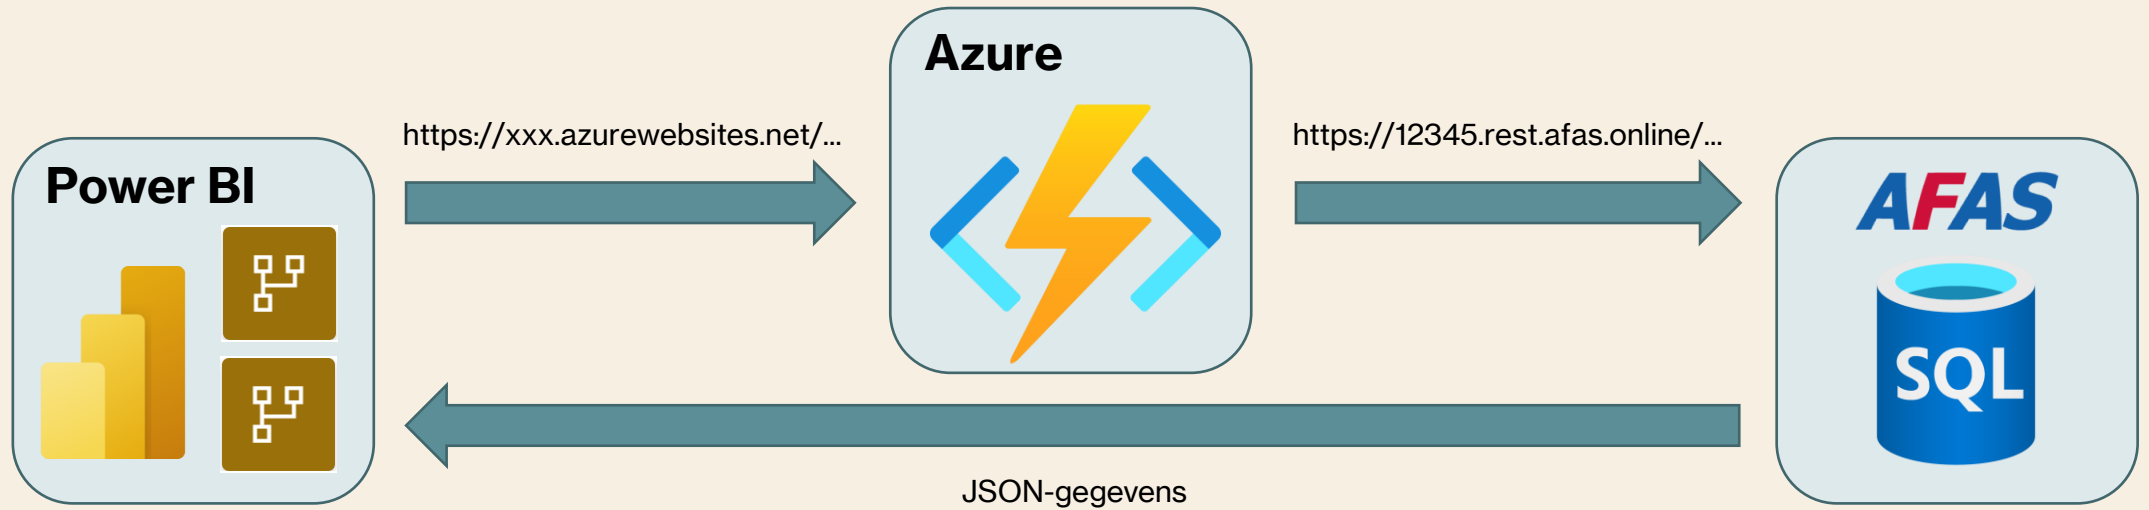 Azure
https://xxx.azurewebsites.net/...
https://12345.rest.afas.online/...
Power BI
AFAS
SQL
JSON-gegevens